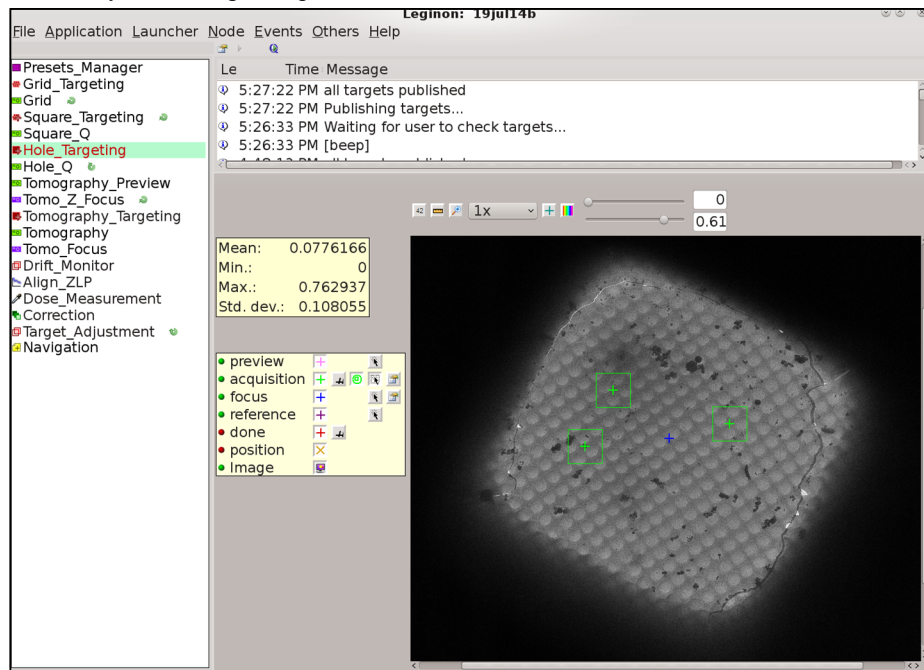 Leginon: 19jul14b
File Application Launcher Node Events Others Help
Presets_Manager
Grid_Targeting
Grid
Square_Targeting
Square_Q
Hole_Targeting
Hole_Q
Tomography_Preview
Tomo_Z_Focus
Tomography_Targeting
Tomography
Tomo_Focus
Drift_Monitor
Align_ZLP
Dose_Measurement
Correction
Target_Adjustment
Navigation
Le Time Message
5:27:22 PM all targets published
5:27:22 PM Publishing targets...
5:26:33 PM Waiting for user to check targets...
5:26:33 PM [beep]
42 1x 0
0.61
Mean: 0.0776166
Min.: 0
Max.: 0.762937
Std. dev.: 0.108055
preview
acquisition
focus
reference
done
position
Image